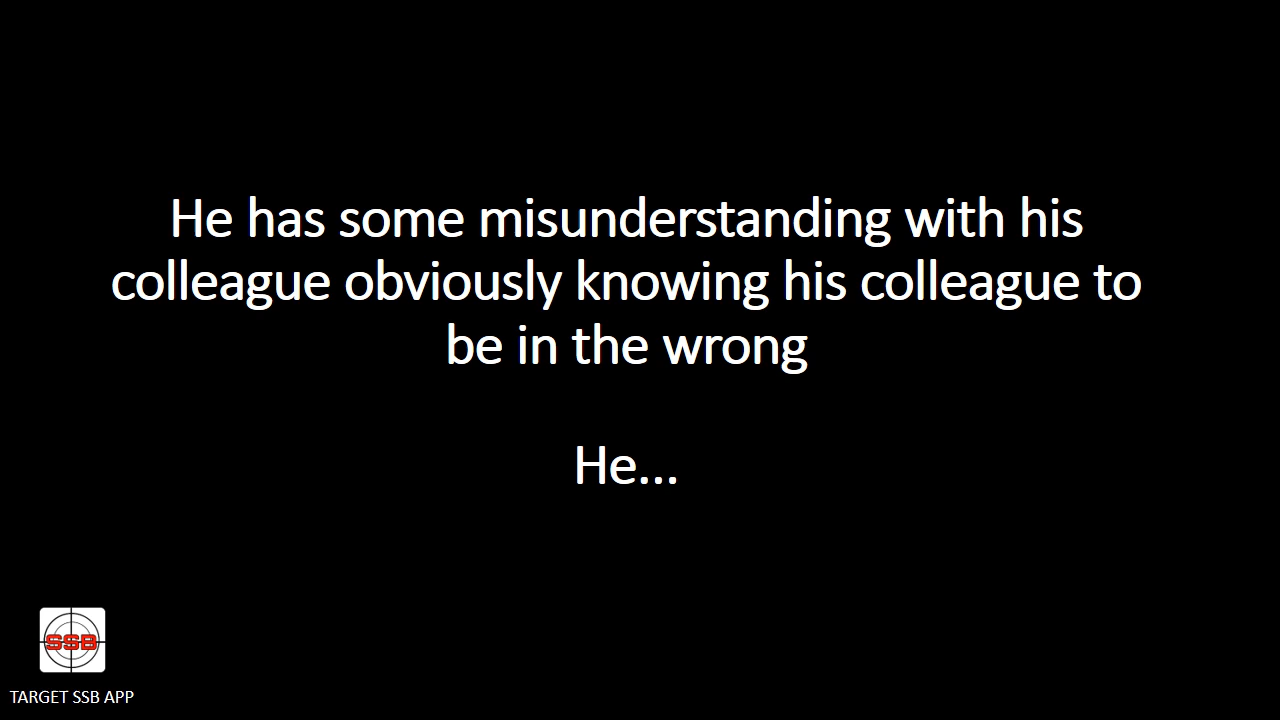 He has some misunderstanding with his
colleague obviously knowing his colleague to
be in the wrong
He...
SSB
TARGET SSB APP